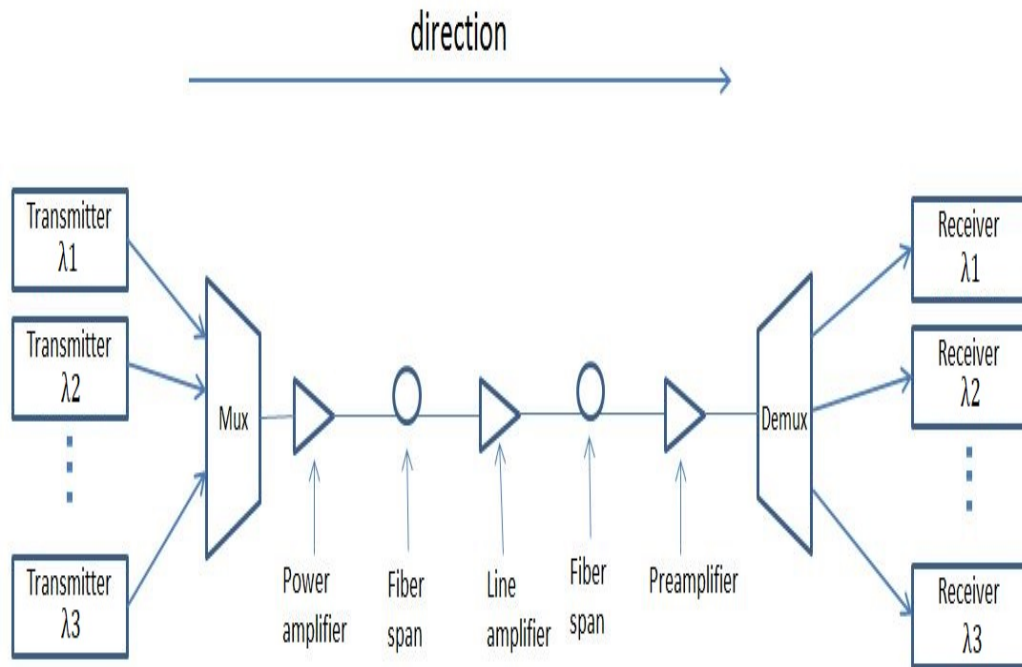 direction
Transmitter
λ1
Transmitter
λ2
Transmitter
λ3
Mux
Power
amplifier
Fiber
span
Line
amplifier
Fiber
span
Preamplifier
Demux
Receiver
λ1
Receiver
λ2
Receiver
λ3